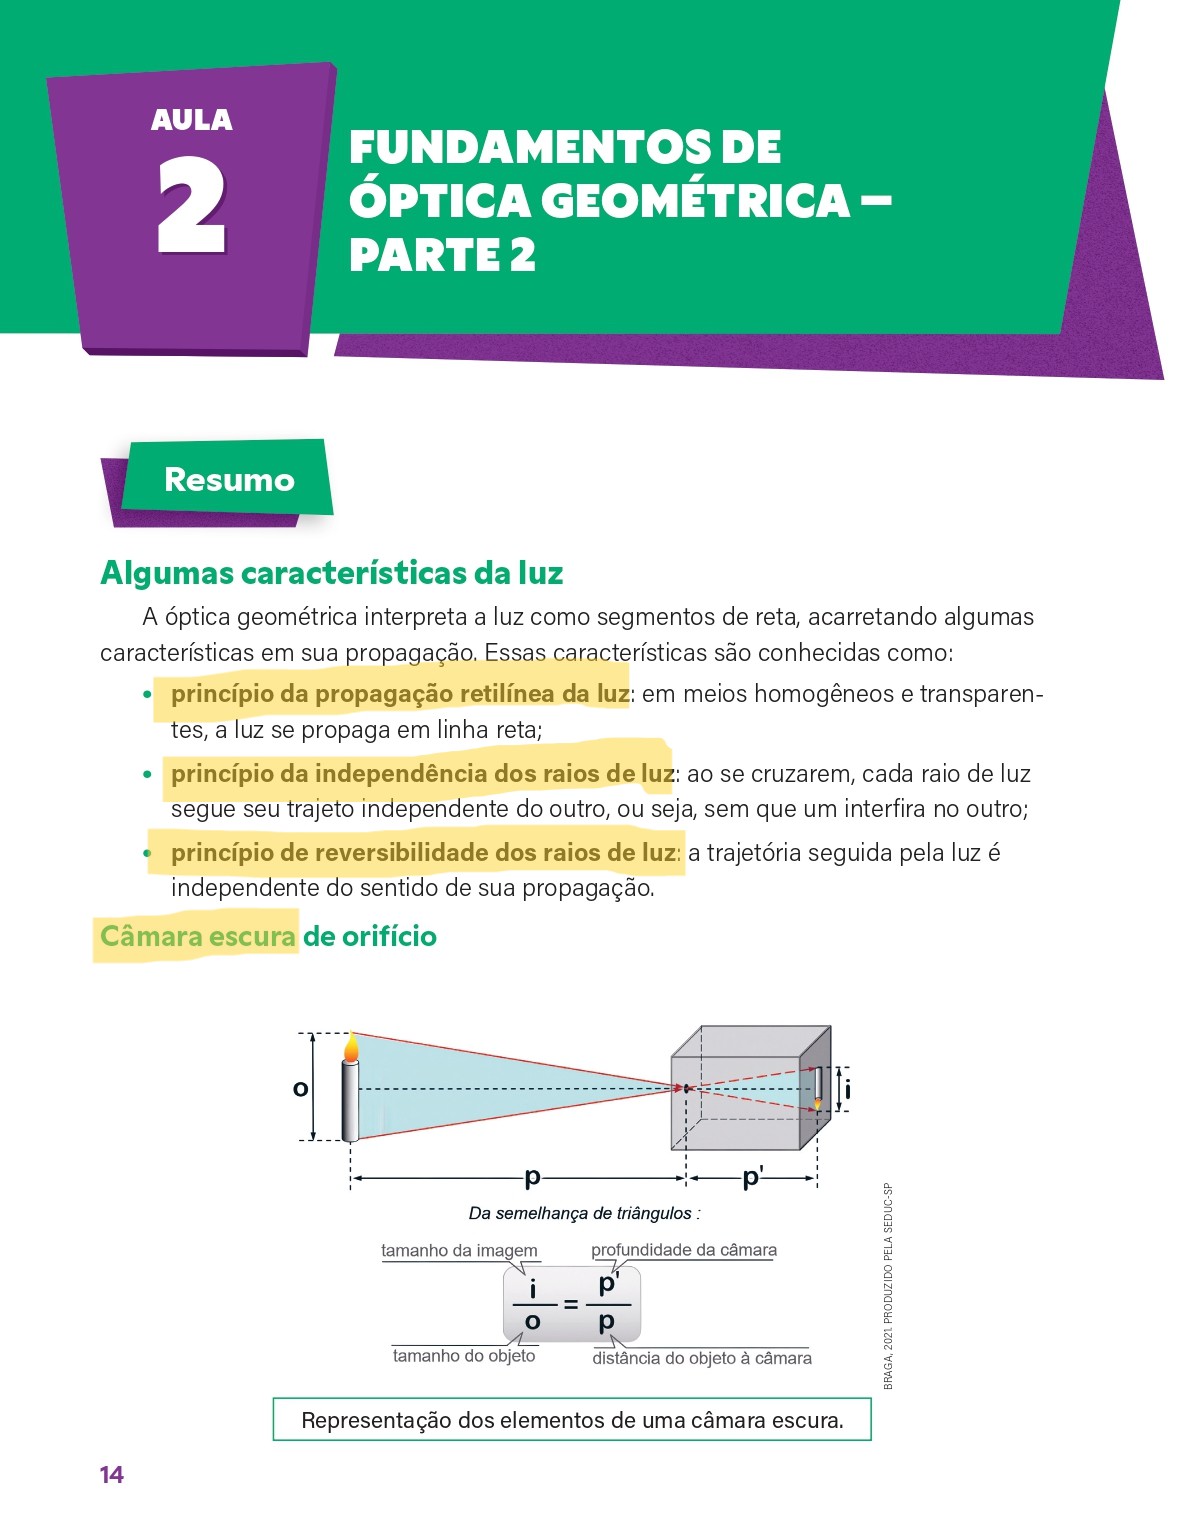 AULA
2
FUNDAMENTOS DE
ÓPTICA GEOMÉTRICA –
PARTE 2
Resumo
Algumas características da luz
A óptica geométrica interpreta a luz como segmentos de reta, acarretando algumas
características em sua propagação. Essas características são conhecidas como:
• princípio da propagação retilínea da luz: em meios homogêneos e transparen-
tes, a luz se propaga em linha reta;
• princípio da independência dos raios de luz: ao se cruzarem, cada raio de luz
segue seu trajeto independente do outro, ou seja, sem que um interfira no outro;
• princípio de reversibilidade dos raios de luz: a trajetória seguida pela luz é
independente do sentido de sua propagação.
Câmara escura de orifício
o
i
p
p'
Da semelhança de triângulos :
tamanho da imagem
profundidade da câmara
i
o
=
p'
p
tamanho do objeto
distância do objeto à câmara
BRAGA, 2021. PRODUZIDO PELA SEDUC-SP
Representação dos elementos de uma câmara escura.
14